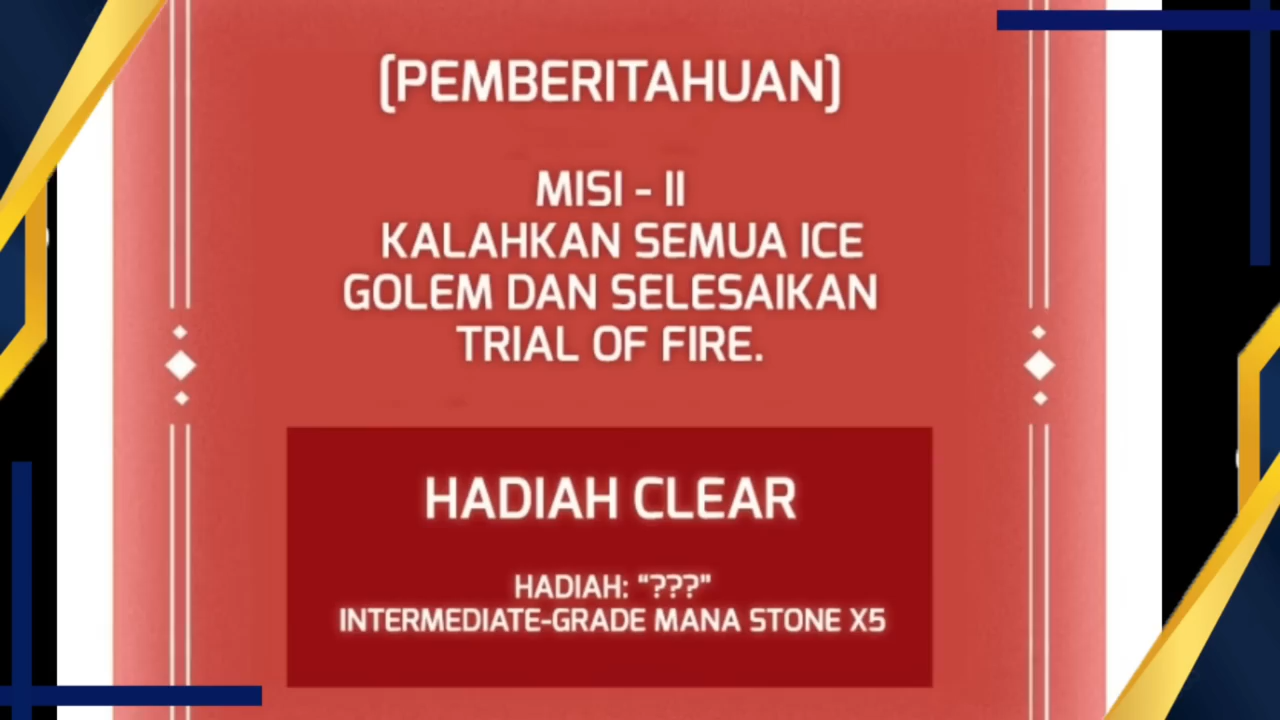 [PEMBERITAHUAN]
MISI - II
KALAHKAN SEMUA ICE
GOLEM DAN SELESAIKAN
TRIAL OF FIRE.
HADIAH CLEAR
HADIAH: “???”
INTERMEDIATE-GRADE MANA STONE X5